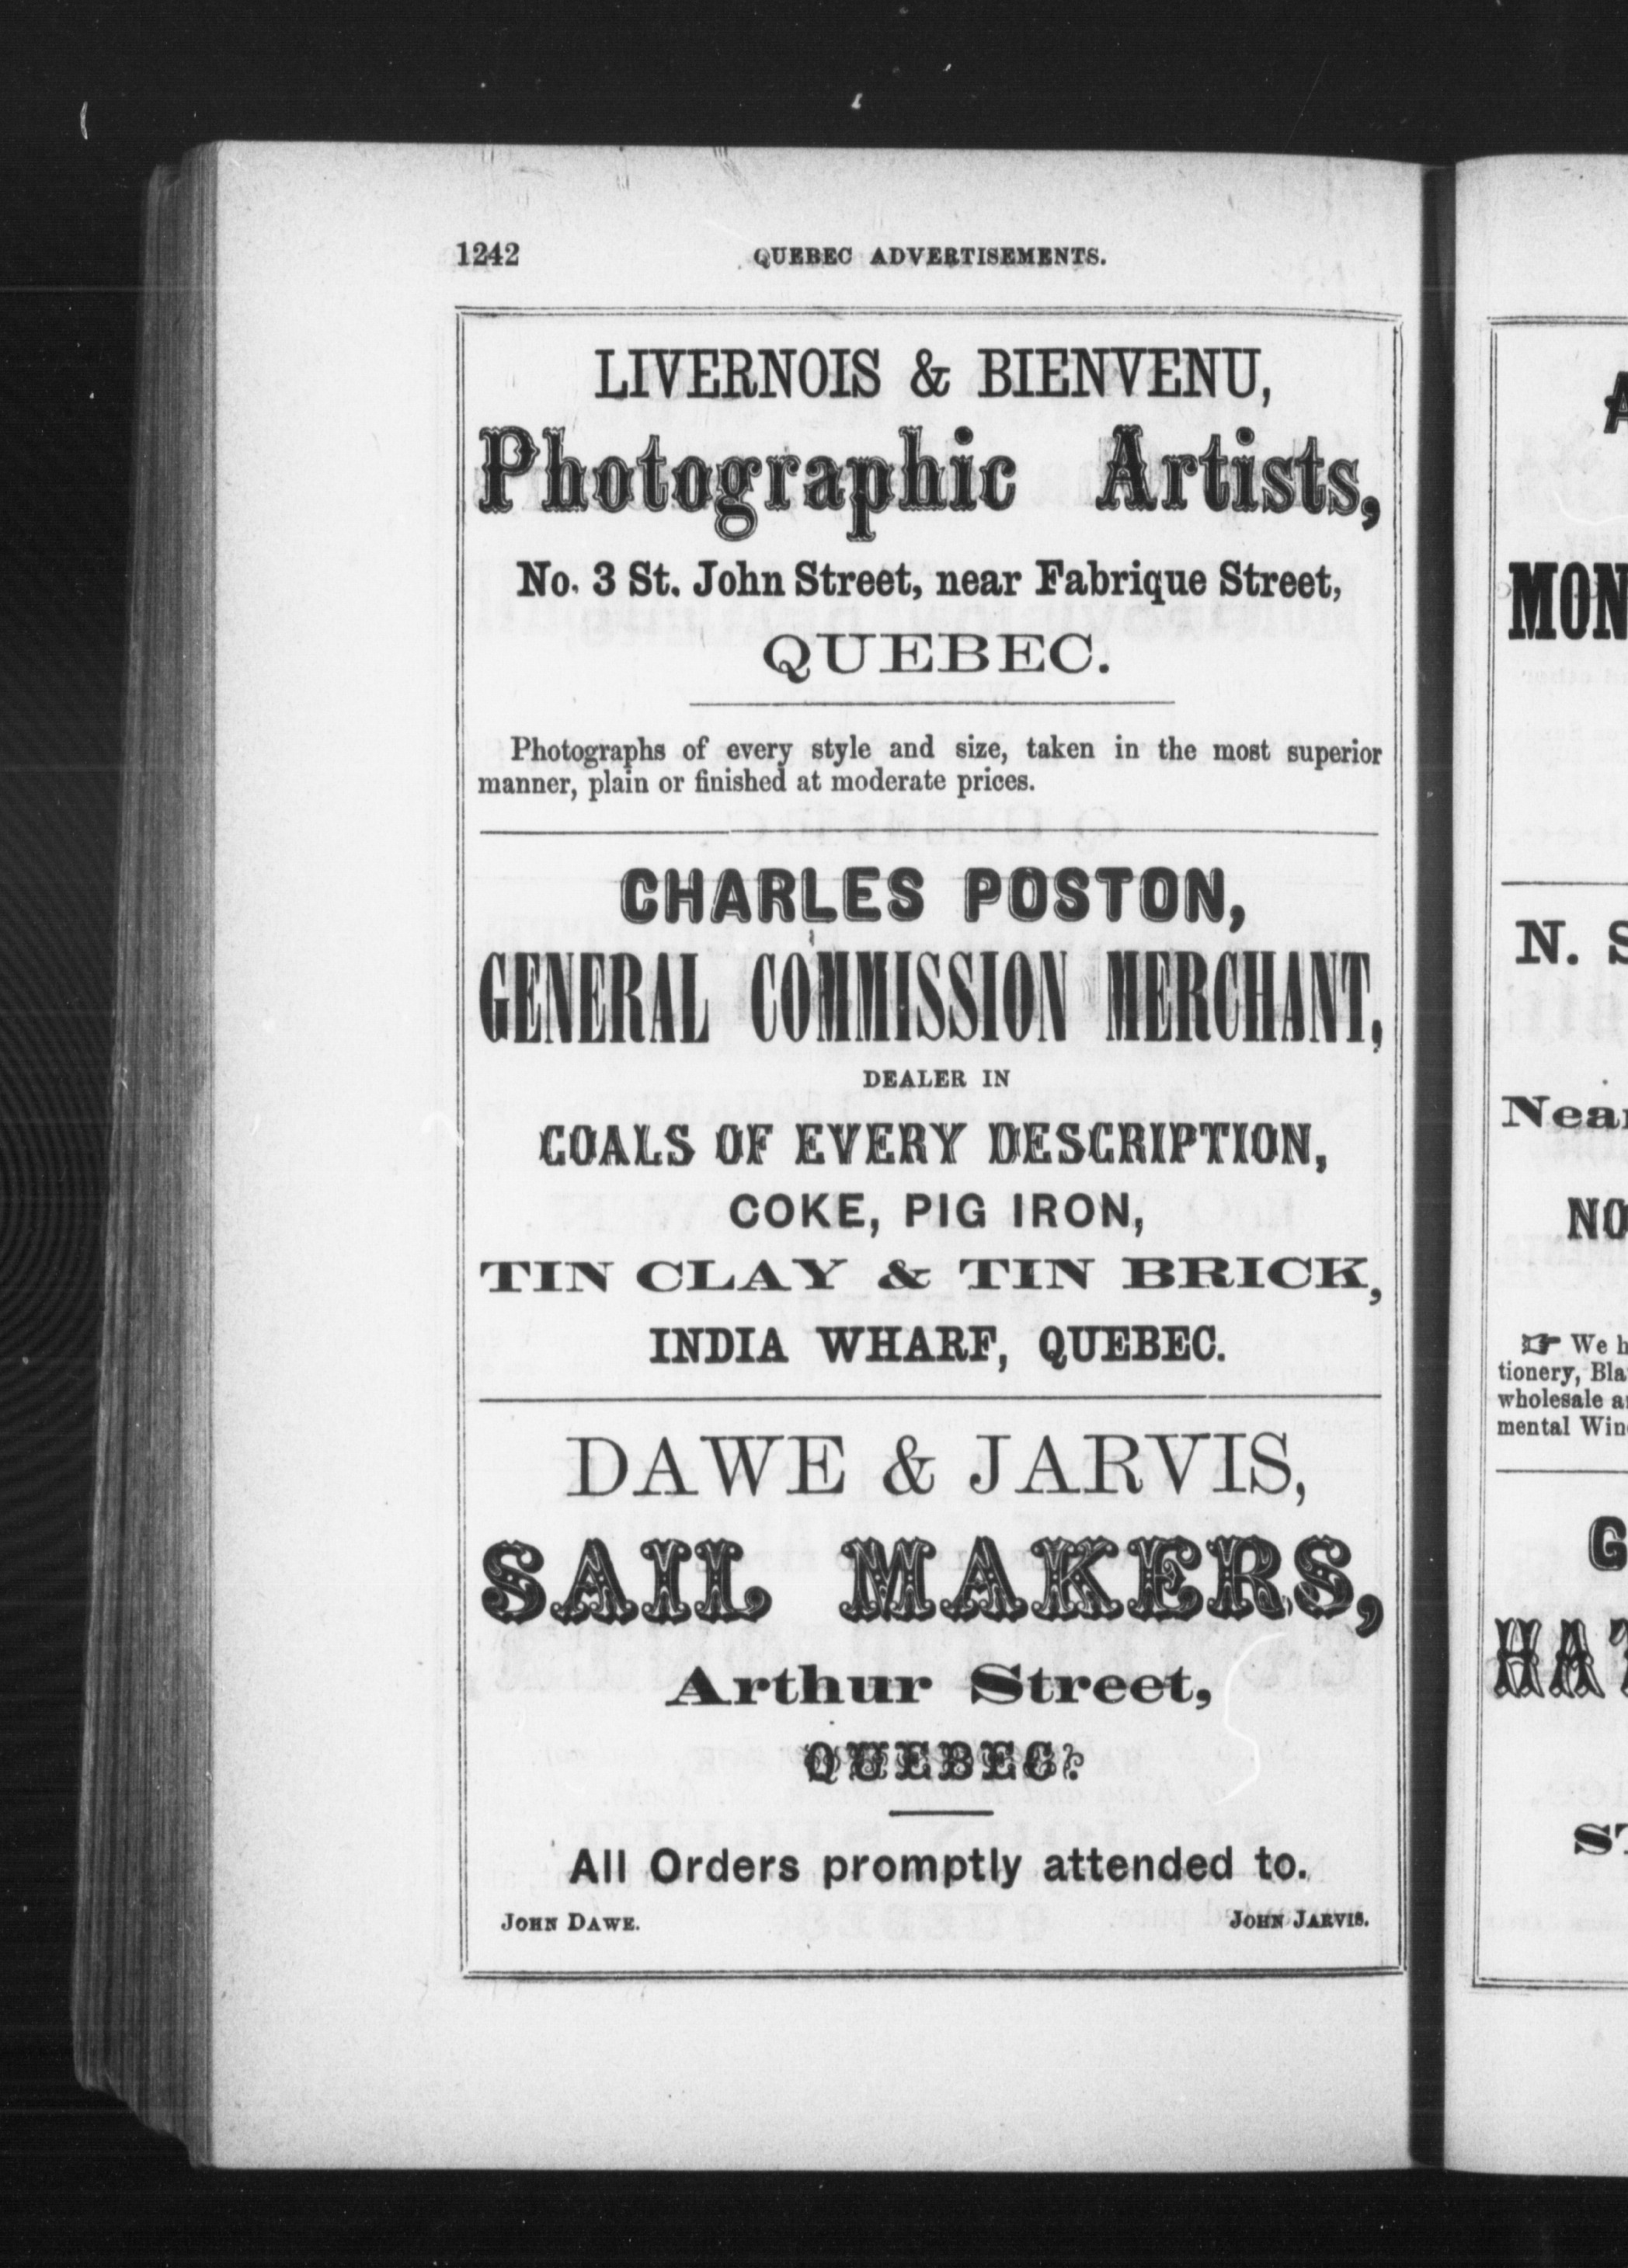 1242 QUEBEC ADVERTISEMENTS.
LIVERNOIS & BIENVENU,
Photographic Artists,
No. 3 St. John Street, near Fabrique Street,
QUEBEC.
Photographs of every style and size, taken in the most superior
manner, plain or finished at moderate prices.
CHARLES POSTON,
GENERAL COMMISSION MERCHANT,
DEALER IN
COALS OF EVERY DESCRIPTION,
COKE, PIG IRON,
TIN CLAY & TIN BRICK,
INDIA WHARF, QUEBEC.
DAWE & JARVIS,
SAIL MAKERS,
Arthur Street,
QUEBEC.
All Orders promptly attended to.
JOHN DAWE. JOHN JARVIS.
MON
N. S
Near
NO
☞ We h
tionery, Bla
wholesale a
mental Win
G
HAT
ST